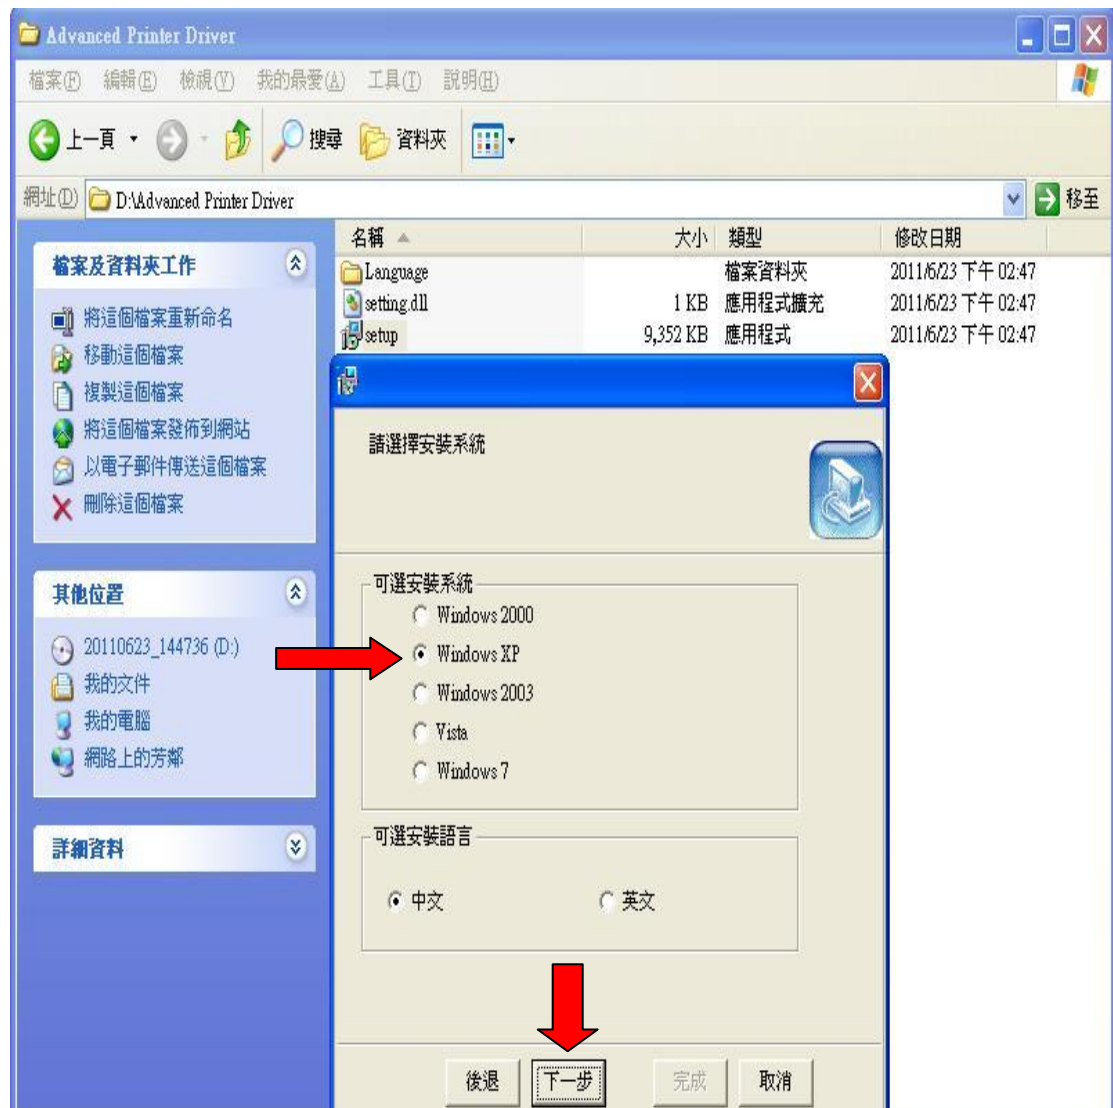 Advanced Printer Driver
檔案(F) 編輯(E) 檢視(V) 我的最愛(A) 工具(T) 說明(H)
上一頁 搜尋 資料夾
網址(D) D:\Advanced Printer Driver 移至
名稱 大小 類型 修改日期
Language 檔案資料夾 2011/6/23 下午 02:47
setting.dll 1 KB 應用程式擴充 2011/6/23 下午 02:47
setup 9,352 KB 應用程式 2011/6/23 下午 02:47
檔案及資料夾工作
將這個檔案重新命名
移動這個檔案
複製這個檔案
將這個檔案發佈到網站
以電子郵件傳送這個檔案
刪除這個檔案
其他位置
20110623_144736 (D:)
我的文件
我的電腦
網路上的芳鄰
詳細資料
請選擇安裝系統
可選安裝系統
Windows 2000
Windows XP
Windows 2003
Vista
Windows 7
可選安裝語言
中文 英文
後退 下一步 完成 取消